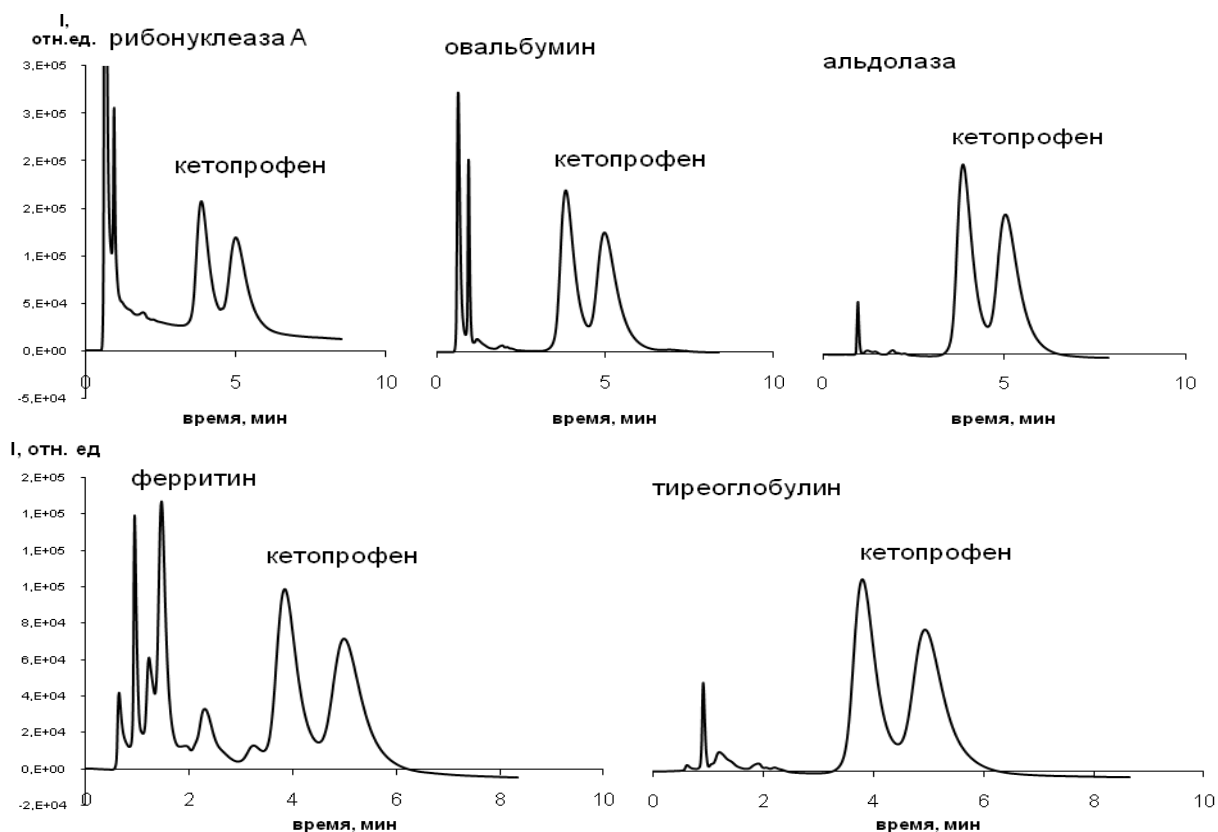 I,
отн.ед.
рибонуклеаза А
3,E+05
3,E+05
2,E+05
2,E+05
1,E+05
5,E+04
0,E+00
-5,E+04
кетопрофен
0
5
10
время, мин
овальбумин
кетопрофен
0
5
10
время, мин
альдолаза
кетопрофен
0
5
10
время, мин
I, отн. ед
ферритин
2,E+05
1,E+05
1,E+05
1,E+05
8,E+04
6,E+04
4,E+04
2,E+04
0,E+00
-2,E+04
кетопрофен
0
2
4
6
8
10
время, мин
тиреоглобулин
кетопрофен
0
2
4
6
8
10
время, мин